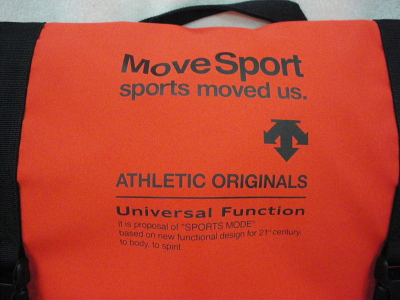 MoveSport
sports moved us.
ATHLETIC ORIGINALS
Universal Function
it is proposal of "SPORTS MODE"
based on new functional design for 21st century.
to body, to spirit.